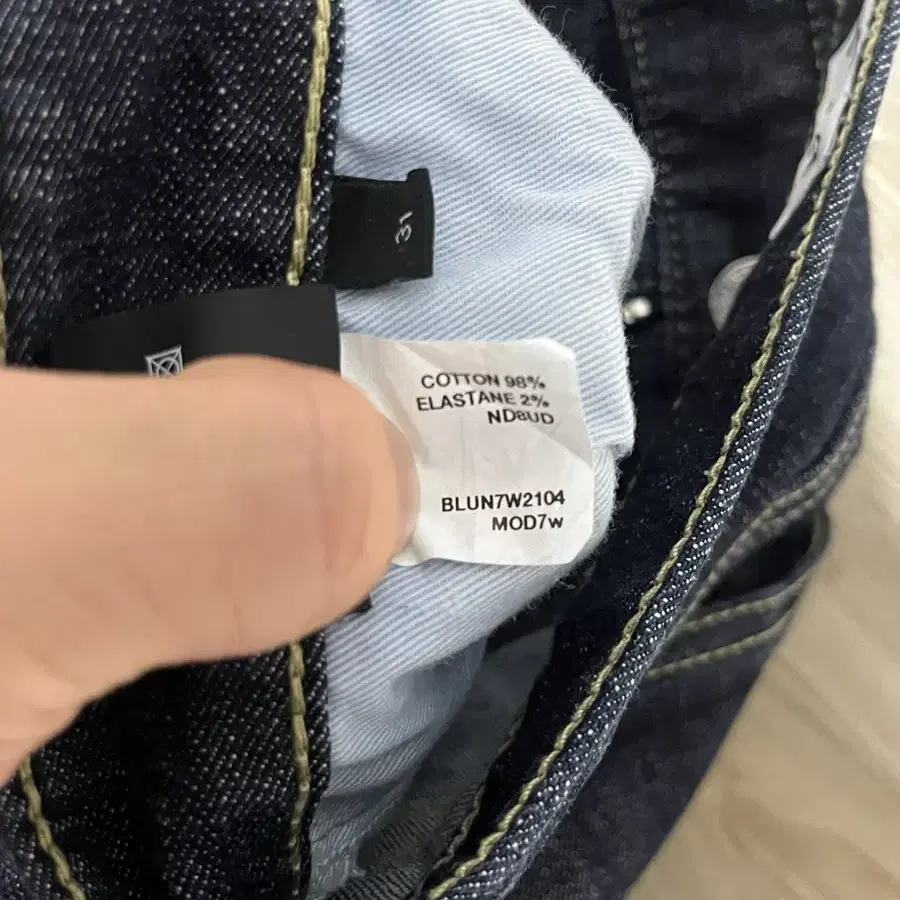 31
COTTON 98%
ELASTANE 2%
ND8UD
BLUN7W2104
MOD7w